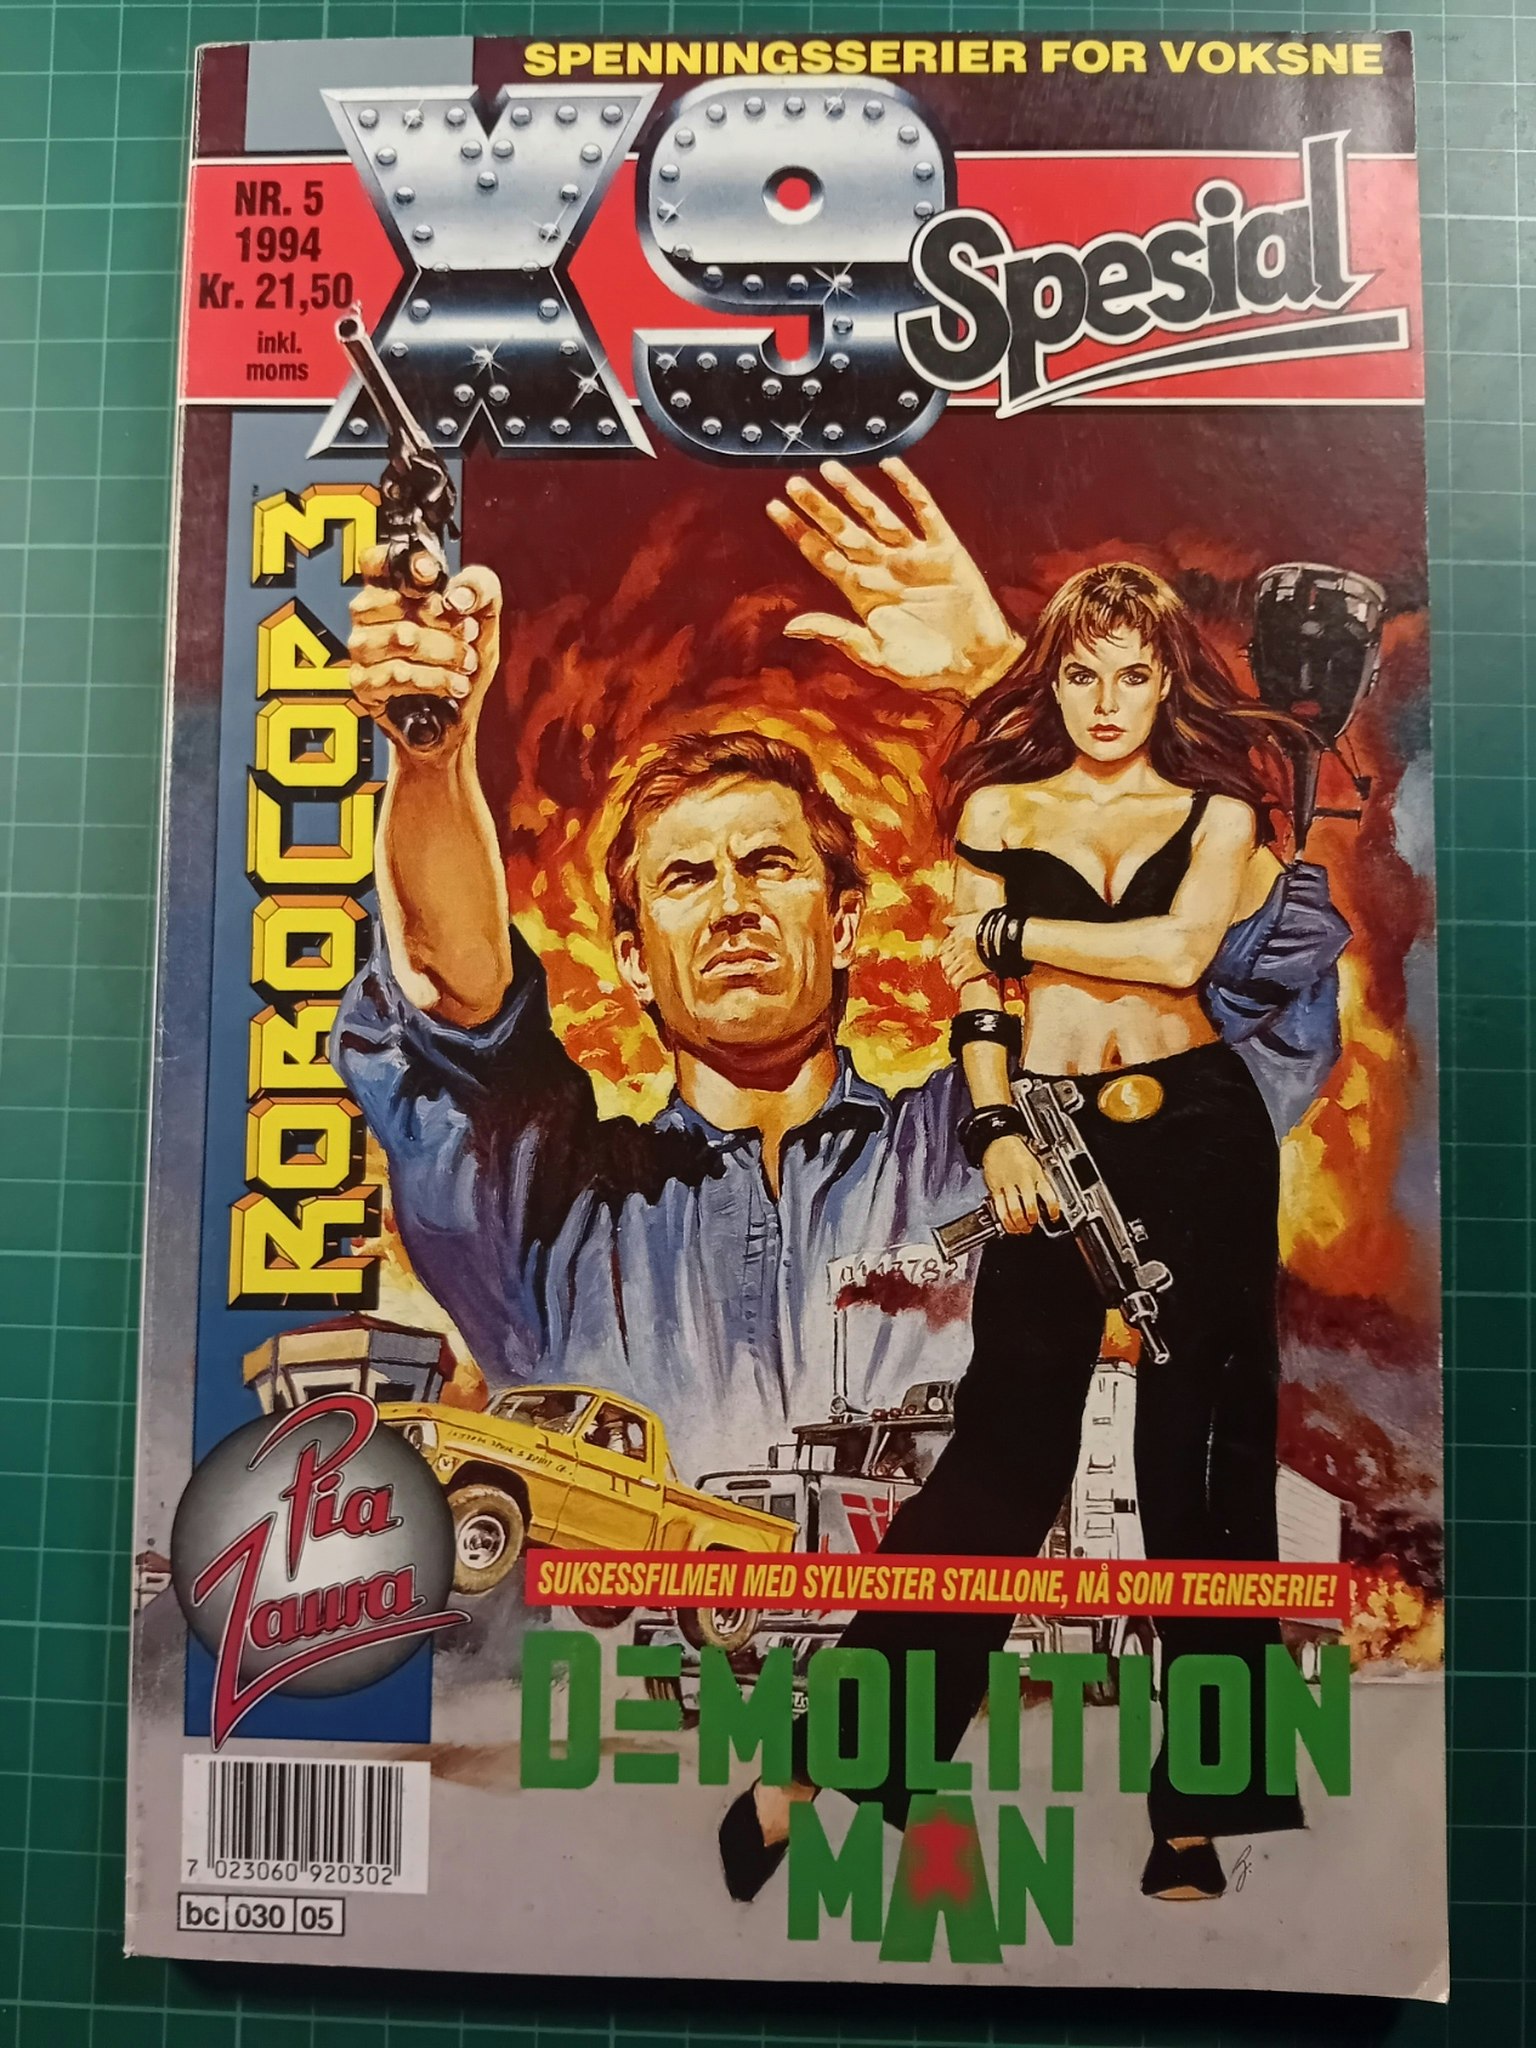 SPENNINGSSERIER FOR VOKSNE
X9 Spesial
NR. 5
1994
Kr. 21,50
inkl.
moms
ROBOCOP 3
TM
Pia
Zaura
SUKSESSFILMEN MED SYLVESTER STALLONE, NÅ SOM TEGNESERIE!
DEMOLITION
MAN
7 023060 920302
bc 030 05